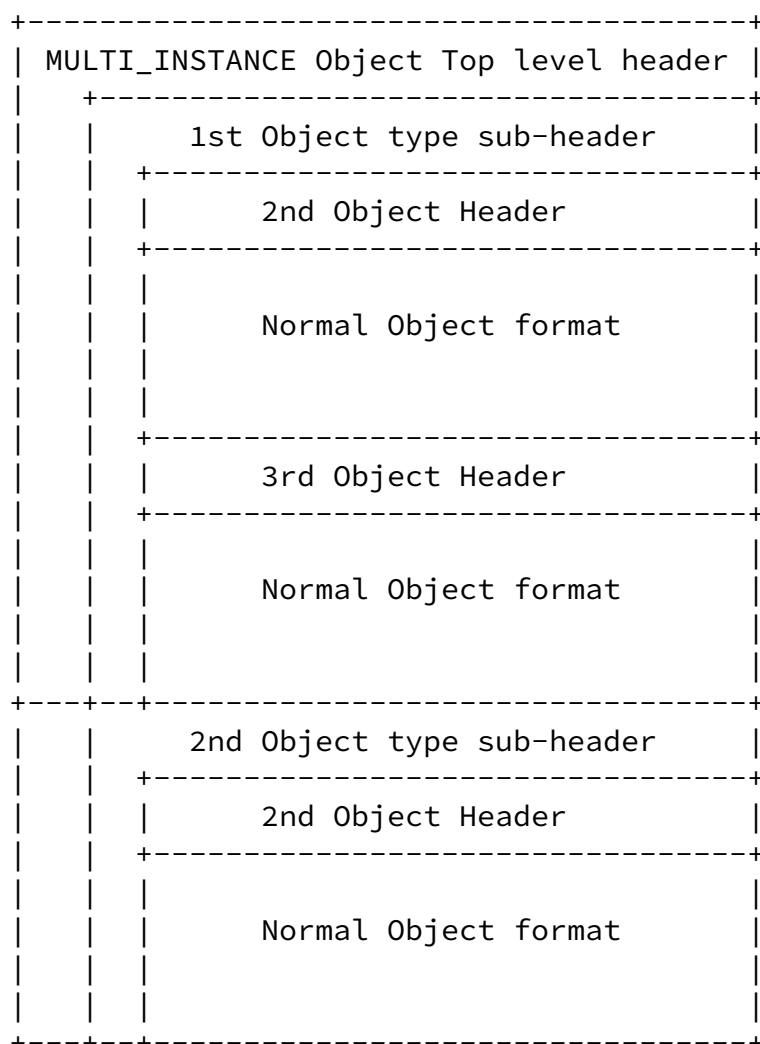 MULTI_INSTANCE Object Top level header
1st Object type sub-header
2nd Object Header
Normal Object format
3rd Object Header
Normal Object format
2nd Object type sub-header
2nd Object Header
Normal Object format